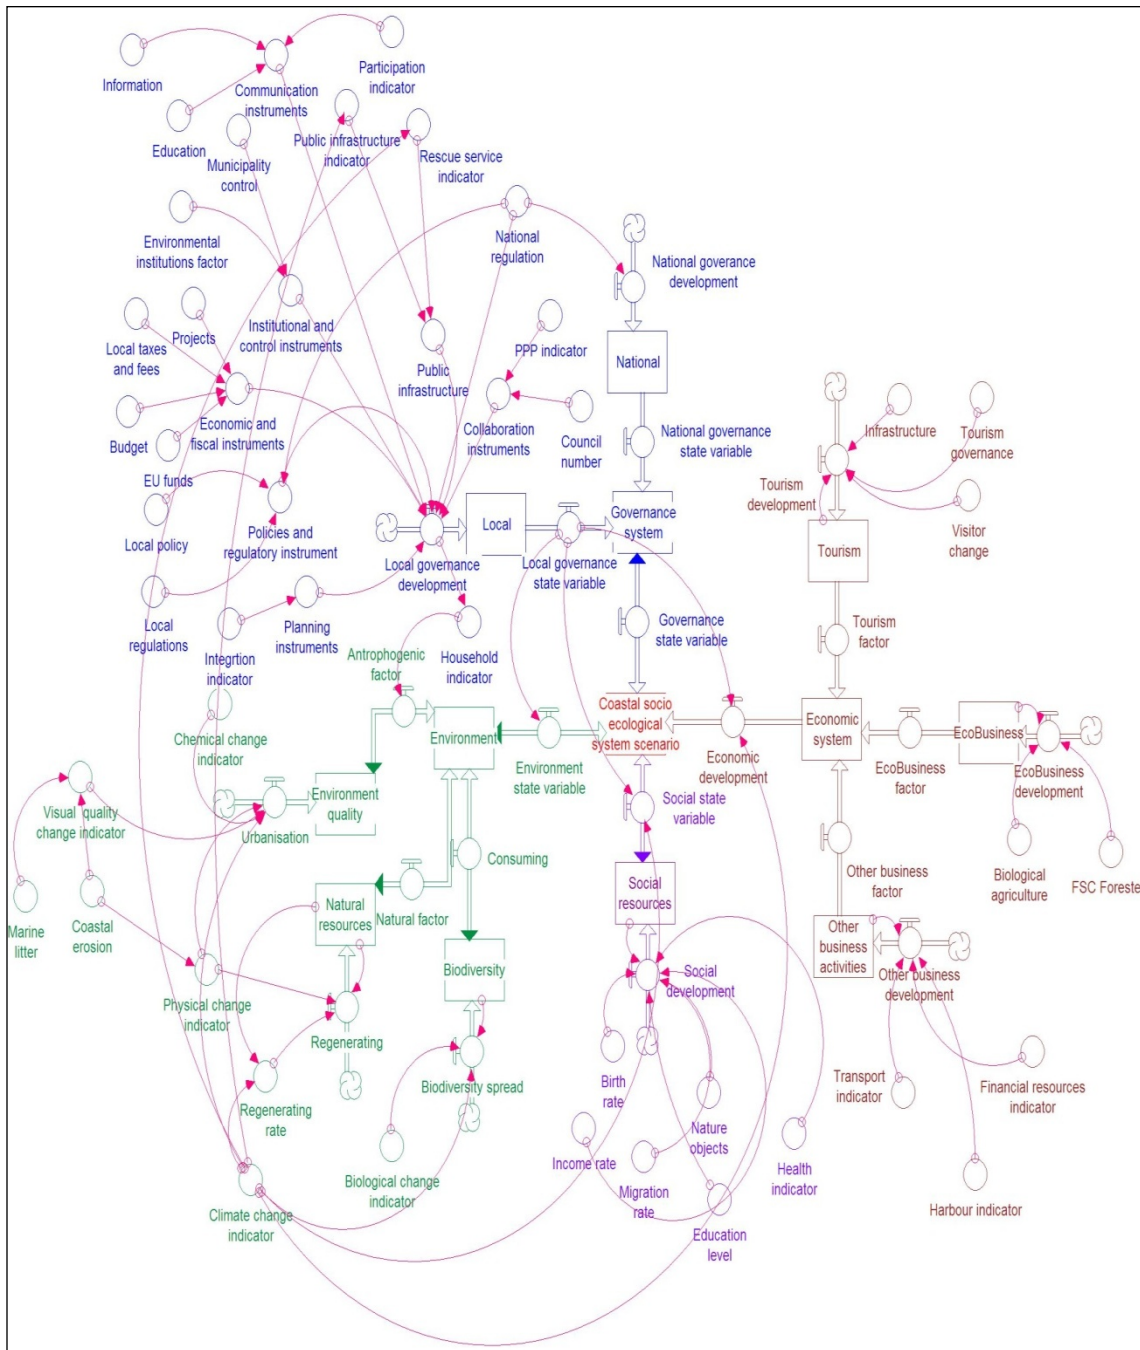 Information
Communication
instruments
Participation
indicator
Education
Municipality
control
Public infrastructure
indicator
Rescue service
indicator
Environmental
institutions factor
National
regulation
National goverance
development
Local taxes
and fees
Projects
Institutional and
control instruments
Public
infrastructure
PPP indicator
National
Budget
Economic and
fiscal instruments
Collaboration
instruments
Council
number
National governance
state variable
Infrastructure
Tourism
governance
EU funds
Tourism
development
Local policy
Policies and
regulatory instrument
Local
Governance
system
Visitor
change
Local governance
development
Local governance
state variable
Tourism
Local
regulations
Integrtion
indicator
Planning
instruments
Household
indicator
Governance
state variable
Tourism
factor
Antrophogenic
factor
Chemical change
indicator
Environment
Coastal socio
ecological
system scenario
Economic
system
EcoBusiness
Visual quality
change indicator
Urbanisation
Environment
quality
Environment
state variable
Economic
development
EcoBusiness
factor
EcoBusiness
development
Social state
variable
Consuming
Other business
factor
Biological
agriculture
FSC Foreste
Marine
litter
Coastal
erosion
Natural
resources
Natural factor
Social
resources
Other
business
activities
Biodiversity
Physical change
indicator
Regenerating
Social
development
Other business
development
Regenerating
rate
Biodiversity spread
Birth
rate
Nature
objects
Transport
indicator
Financial resources
indicator
Biological change
indicator
Income rate
Migration
rate
Health
indicator
Harbour indicator
Climate change
indicator
Education
level